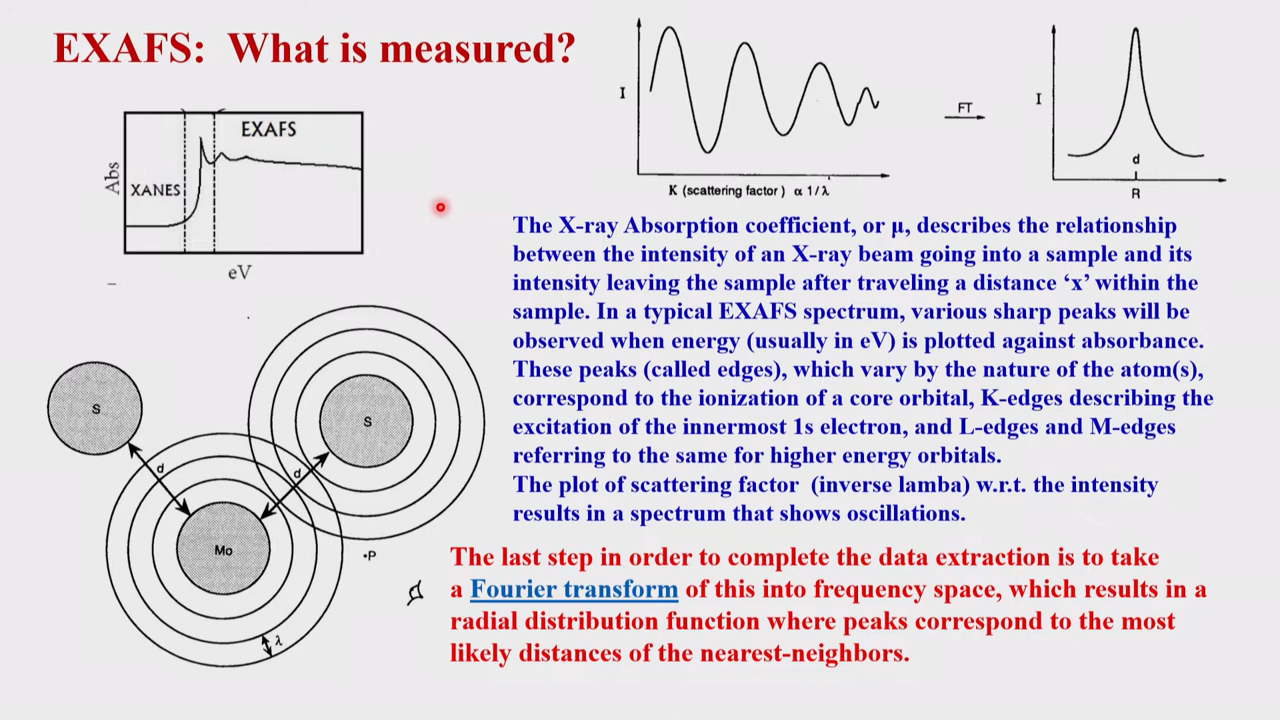 EXAFS: What is measured?
Abs
XANES
EXAFS
eV
I
K (scattering factor) α 1/λ
FT
I
d
R
The X-ray Absorption coefficient, or μ, describes the relationship
between the intensity of an X-ray beam going into a sample and its
intensity leaving the sample after traveling a distance ‘x’ within the
sample. In a typical EXAFS spectrum, various sharp peaks will be
observed when energy (usually in eV) is plotted against absorbance.
These peaks (called edges), which vary by the nature of the atom(s),
correspond to the ionization of a core orbital, K-edges describing the
excitation of the innermost 1s electron, and L-edges and M-edges
referring to the same for higher energy orbitals.
The plot of scattering factor (inverse lamba) w.r.t. the intensity
results in a spectrum that shows oscillations.
S
S
d
d
Mo
•P
λ
The last step in order to complete the data extraction is to take
a Fourier transform of this into frequency space, which results in a
radial distribution function where peaks correspond to the most
likely distances of the nearest-neighbors.